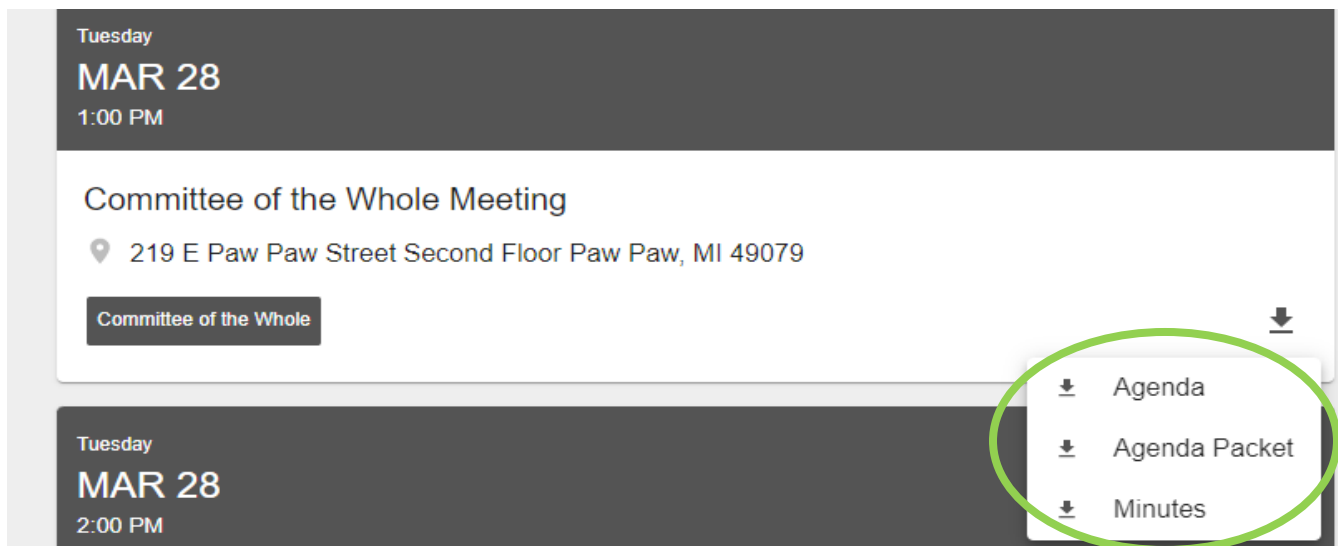 Tuesday
MAR 28
1:00 PM
Committee of the Whole Meeting
219 E Paw Paw Street Second Floor Paw Paw, MI 49079
Committee of the Whole
Agenda
Agenda Packet
Minutes
Tuesday
MAR 28
2:00 PM